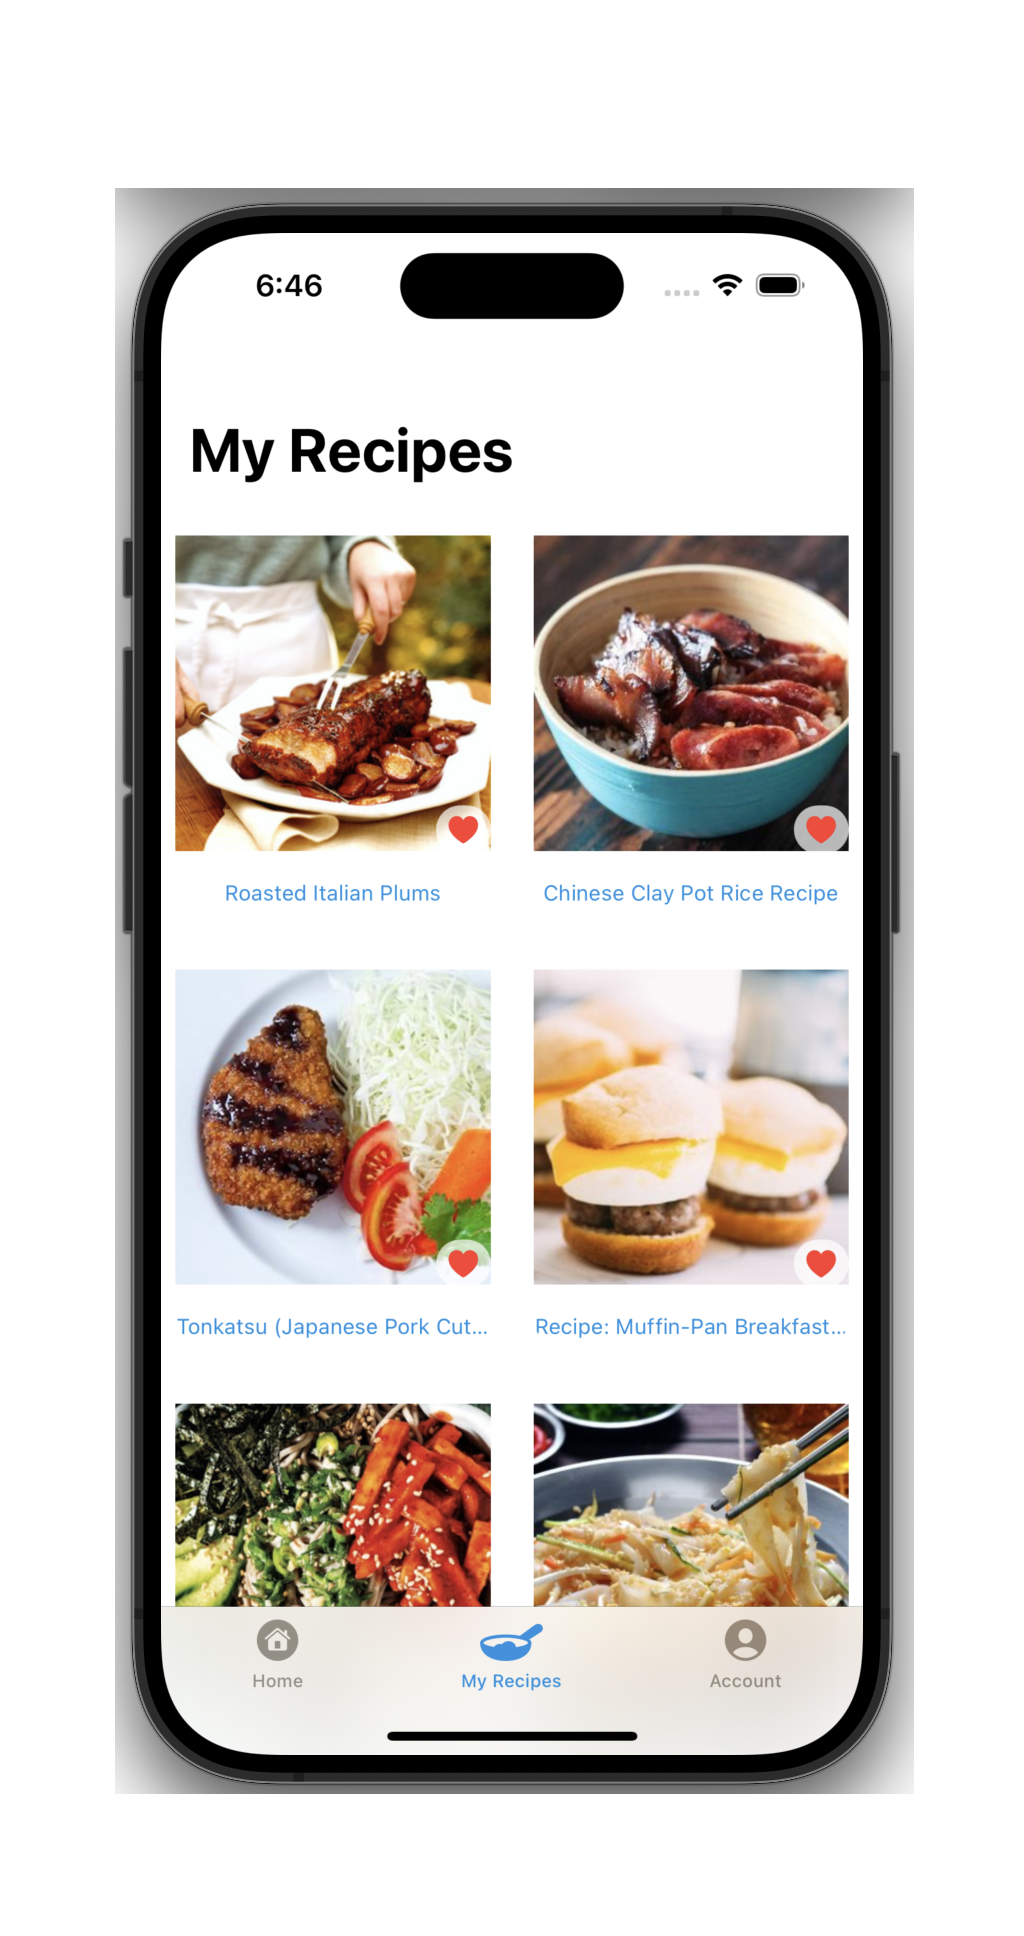 6:46
My Recipes
Roasted Italian Plums
Chinese Clay Pot Rice Recipe
Tonkatsu (Japanese Pork Cut...
Recipe: Muffin-Pan Breakfast...
Home
My Recipes
Account